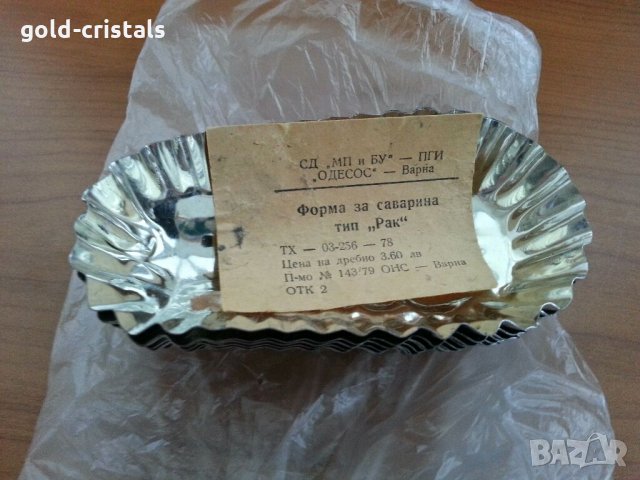 gold-cristals
СД „МП и БУ" — ПГИ
„ОДЕСОС" — Варна
Форма за саварина
тип „Рак"
ТХ — 03-256 — 78
Цена на дребно 3.60 лв
П-мо № 143/79 ОНС — Варна
ОТК 2
BAZAR